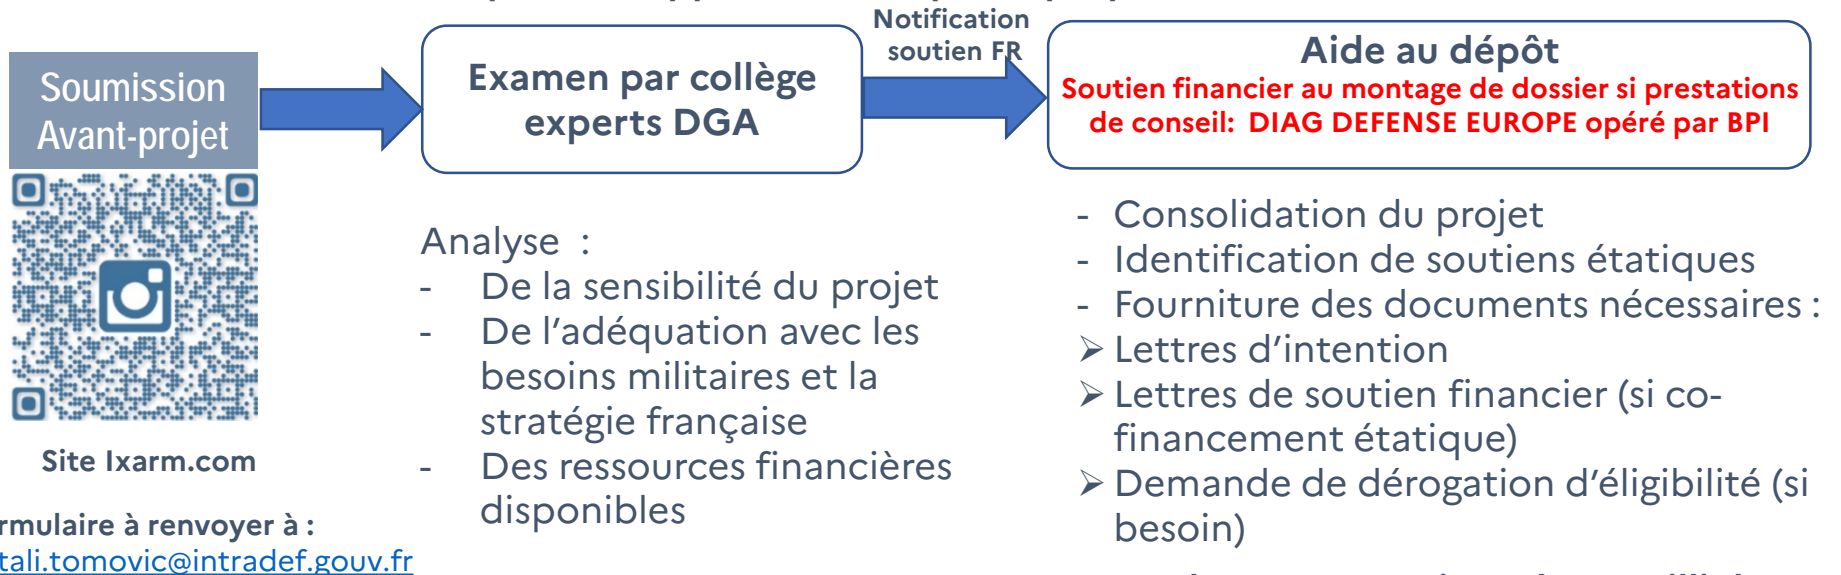 Notification
soutien FR
Soumission
Avant-projet
Examen par collège
experts DGA
Aide au dépôt
Soutien financier au montage de dossier si prestations
de conseil: DIAG DEFENSE EUROPE opéré par BPI
Site Ixarm.com
rmulaire à renvoyer à :
tali.tomovic@intradef.gouv.fr
Analyse :
- De la sensibilité du projet
- De l’adéquation avec les
besoins militaires et la
stratégie française
- Des ressources financières
disponibles
- Consolidation du projet
- Identification de soutiens étatiques
- Fourniture des documents nécessaires :
➢ Lettres d’intention
➢ Lettres de soutien financier (si co-
financement étatique)
➢ Demande de dérogation d’éligibilité (si
besoin)